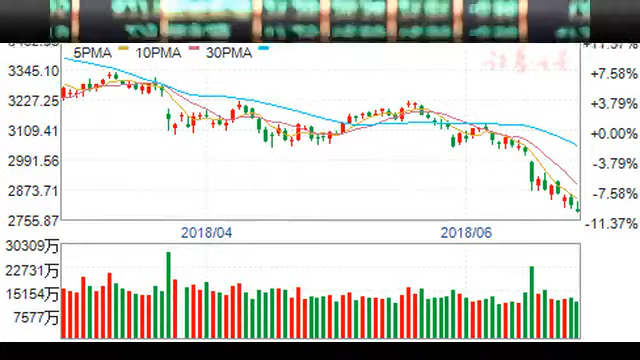 5PMA 10PMA 30PMA
3345.10
3227.25
3109.41
2991.56
2873.71
2755.87
+7.58%
+3.79%
+0.00%
-3.79%
-7.58%
-11.37%
2018/04 2018/06
30309万
22731万
15154万
7577万